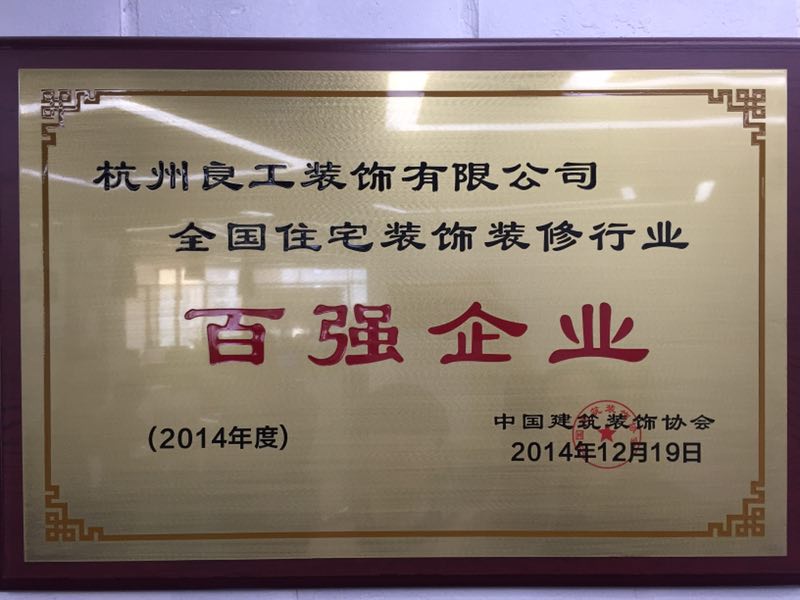 杭州良工装饰有限公司
全国住宅装饰装修行业
百强企业
（2014年度）
中国建筑装饰协会
2014年12月19日